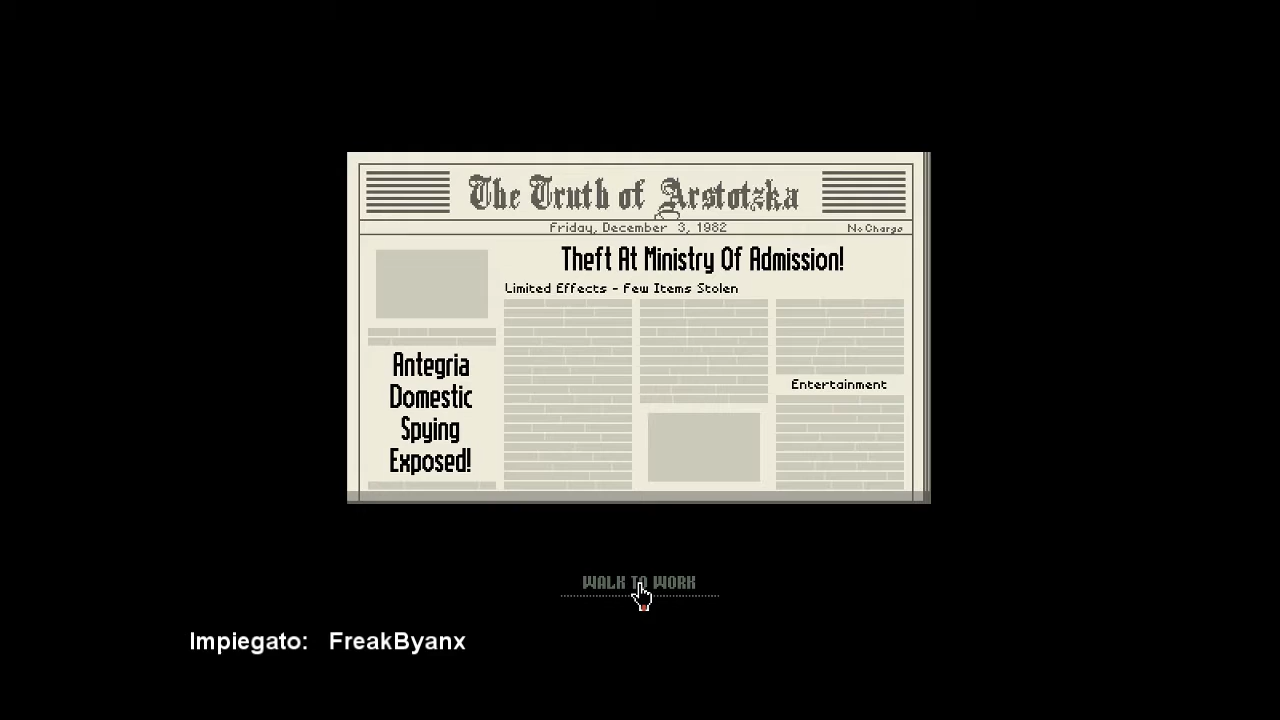 The Truth of Arstotzka
Friday, December 3, 1982
No Charge
Theft At Ministry Of Admission!
Limited Effects - Few Items Stolen
Antegria
Domestic
Spying
Exposed!
Entertainment
WALK TO WORK
Impiegato: FreakByanx